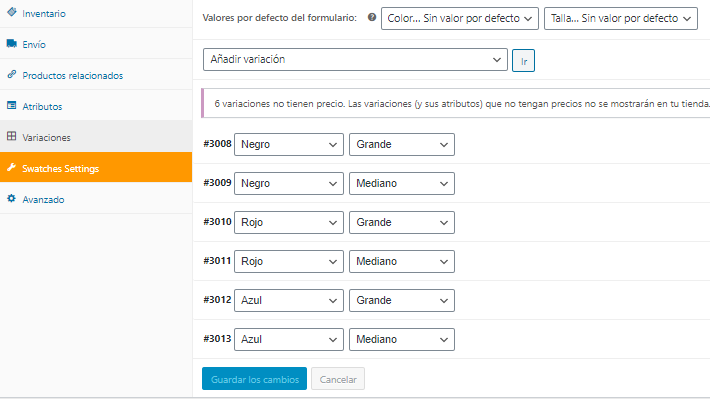 Inventario
Envío
Productos relacionados
Atributos
Variaciones
Swatches Settings
Avanzado
Valores por defecto del formulario: Color... Sin valor por defecto Talla... Sin valor por defecto
Añadir variación Ir
6 variaciones no tienen precio. Las variaciones (y sus atributos) que no tengan precios no se mostrarán en tu tienda.
#3008 Negro Grande
#3009 Negro Mediano
#3010 Rojo Grande
#3011 Rojo Mediano
#3012 Azul Grande
#3013 Azul Mediano
Guardar los cambios Cancelar